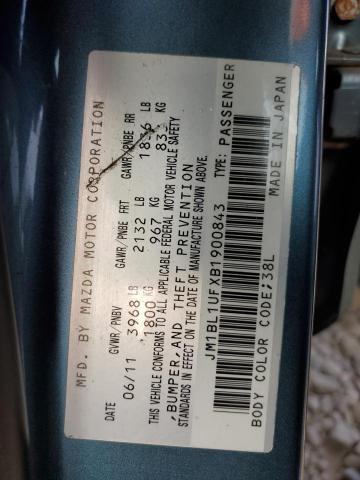 MFD. BY MAZDA MOTOR CORPORATION
DATE GVWR/PNBV GAWR/PNBE FRT GAWR/PNBE RR
06/11 3968 LB 2132 LB LB
1800 KG 967 KG KG
THIS VEHICLE CONFORMS TO ALL APPLICABLE FEDERAL MOTOR VEHICLE SAFETY
, BUMPER, AND THEFT PREVENTION
STANDARDS IN EFFECT ON THE DATE OF MANUFACTURE SHOWN ABOVE.
JM1BL1UFXB1900843 TYPE: PASSENGER
BODY COLOR CODE;38L MADE IN JAPAN